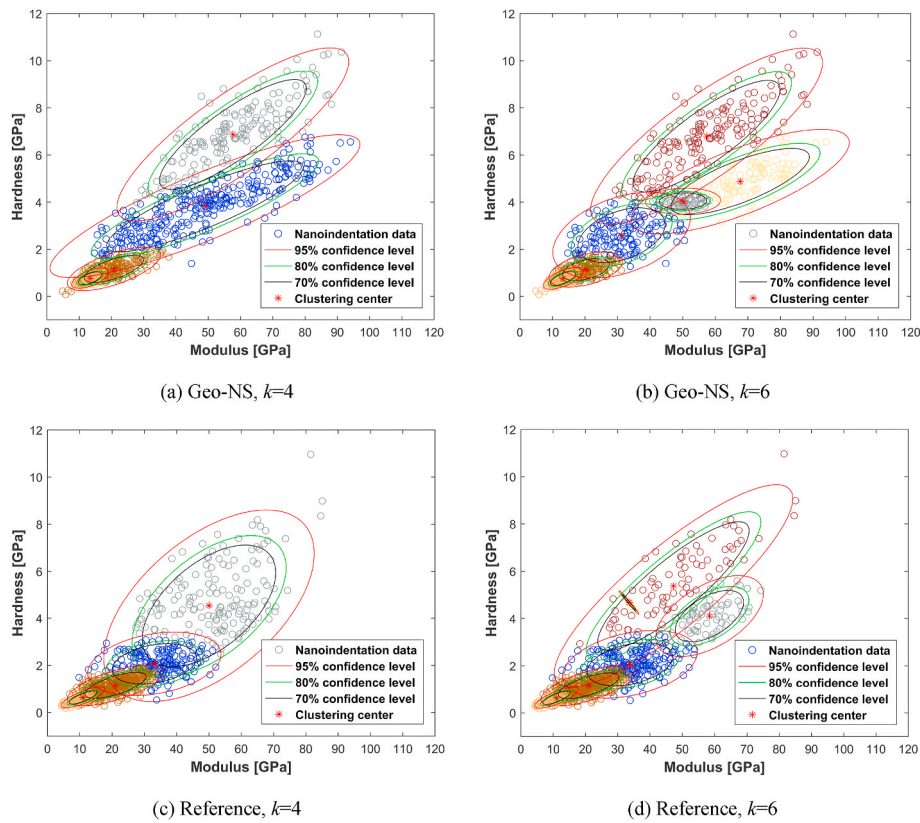 12
10
8
6
4
2
0
Hardness [GPa]
Nanoindentation data
95% confidence level
80% confidence level
70% confidence level
Clustering center
0 10 20 30 40 50 60 70 80 90 100 110 120
Modulus [GPa]
(a) Geo-NS, k=4
12
10
8
6
4
2
0
Hardness [GPa]
Nanoindentation data
95% confidence level
80% confidence level
70% confidence level
Clustering center
0 10 20 30 40 50 60 70 80 90 100 110 120
Modulus [GPa]
(b) Geo-NS, k=6
12
10
8
6
4
2
0
Hardness [GPa]
Nanoindentation data
95% confidence level
80% confidence level
70% confidence level
Clustering center
0 10 20 30 40 50 60 70 80 90 100 110 120
Modulus [GPa]
(c) Reference, k=4
12
10
8
6
4
2
0
Hardness [GPa]
Nanoindentation data
95% confidence level
80% confidence level
70% confidence level
Clustering center
0 10 20 30 40 50 60 70 80 90 100 110 120
Modulus [GPa]
(d) Reference, k=6